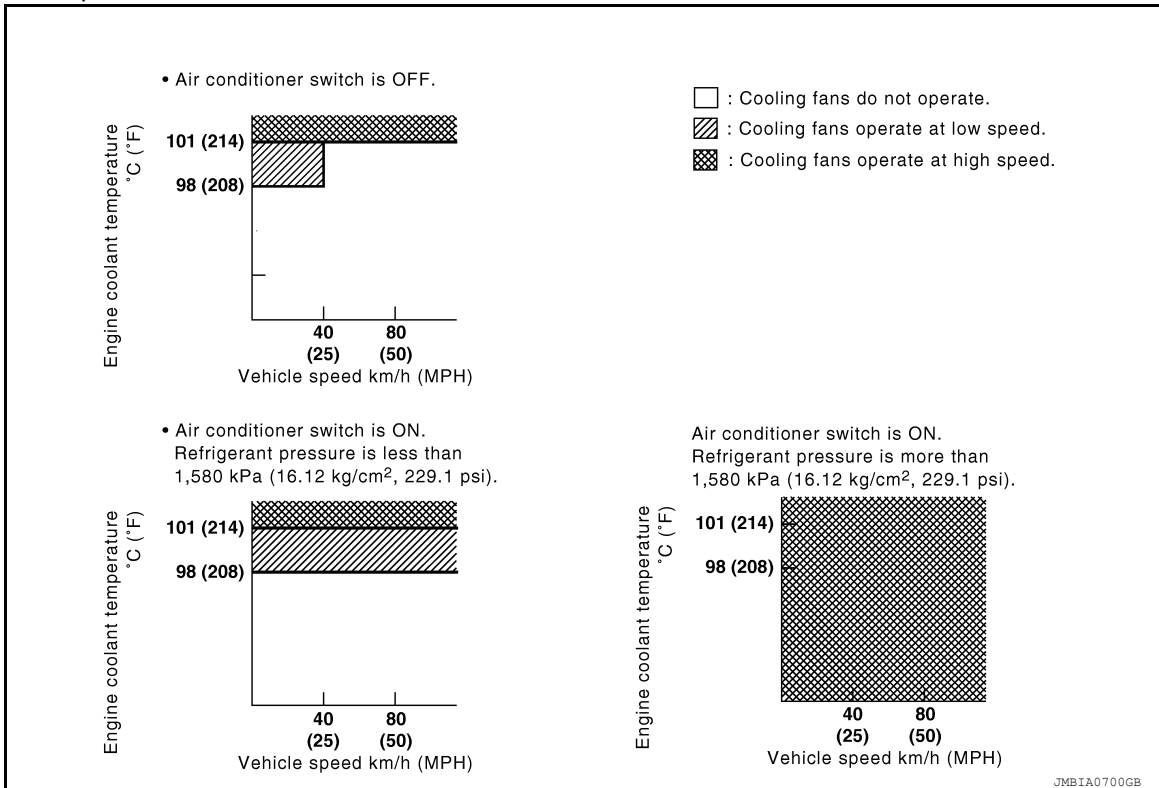 • Air conditioner switch is OFF.
Engine coolant temperature
°C (°F)
101 (214)
98 (208)
40
(25)
80
(50)
Vehicle speed km/h (MPH)
: Cooling fans do not operate.
: Cooling fans operate at low speed.
: Cooling fans operate at high speed.
• Air conditioner switch is ON.
Refrigerant pressure is less than
1,580 kPa (16.12 kg/cm², 229.1 psi).
Engine coolant temperature
°C (°F)
101 (214)
98 (208)
40
(25)
80
(50)
Vehicle speed km/h (MPH)
Air conditioner switch is ON.
Refrigerant pressure is more than
1,580 kPa (16.12 kg/cm², 229.1 psi).
Engine coolant temperature
°C (°F)
101 (214)
98 (208)
40
(25)
80
(50)
Vehicle speed km/h (MPH)
JMBIA0700GB